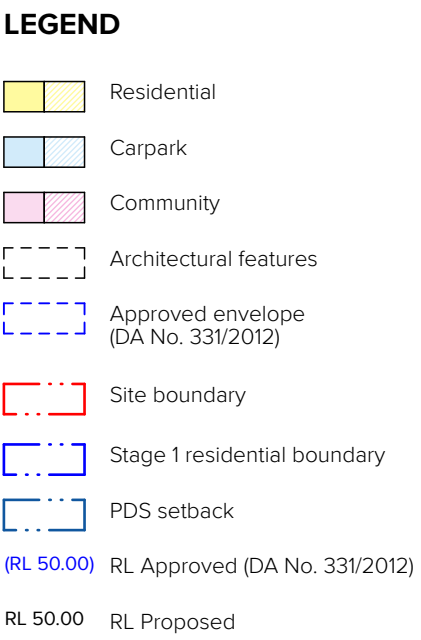 LEGEND
Residential
Carpark
Community
Architectural features
Approved envelope
(DA No. 331/2012)
Site boundary
Stage 1 residential boundary
PDS setback
(RL 50.00) RL Approved (DA No. 331/2012)
RL 50.00 RL Proposed